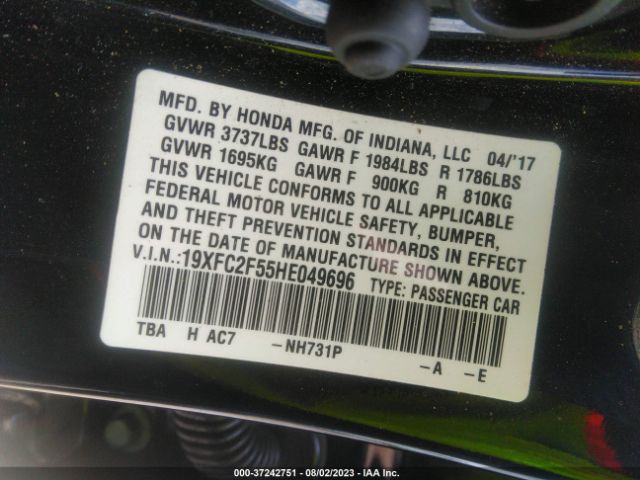 MFD. BY HONDA MFG. OF INDIANA, LLC 04/'17
GVWR 3737LBS GAWR F 1984LBS R 1786LBS
GVWR 1695KG GAWR F 900KG R 810KG
THIS VEHICLE CONFORMS TO ALL APPLICABLE
FEDERAL MOTOR VEHICLE SAFETY, BUMPER,
AND THEFT PREVENTION STANDARDS IN EFFECT
ON THE DATE OF MANUFACTURE SHOWN ABOVE.
V.I.N.:19XFC2F55HE049696 TYPE: PASSENGER CAR
TBA H AC7 -NH731P -A -E
000-37242751 - 08/02/2023 - IAA Inc.